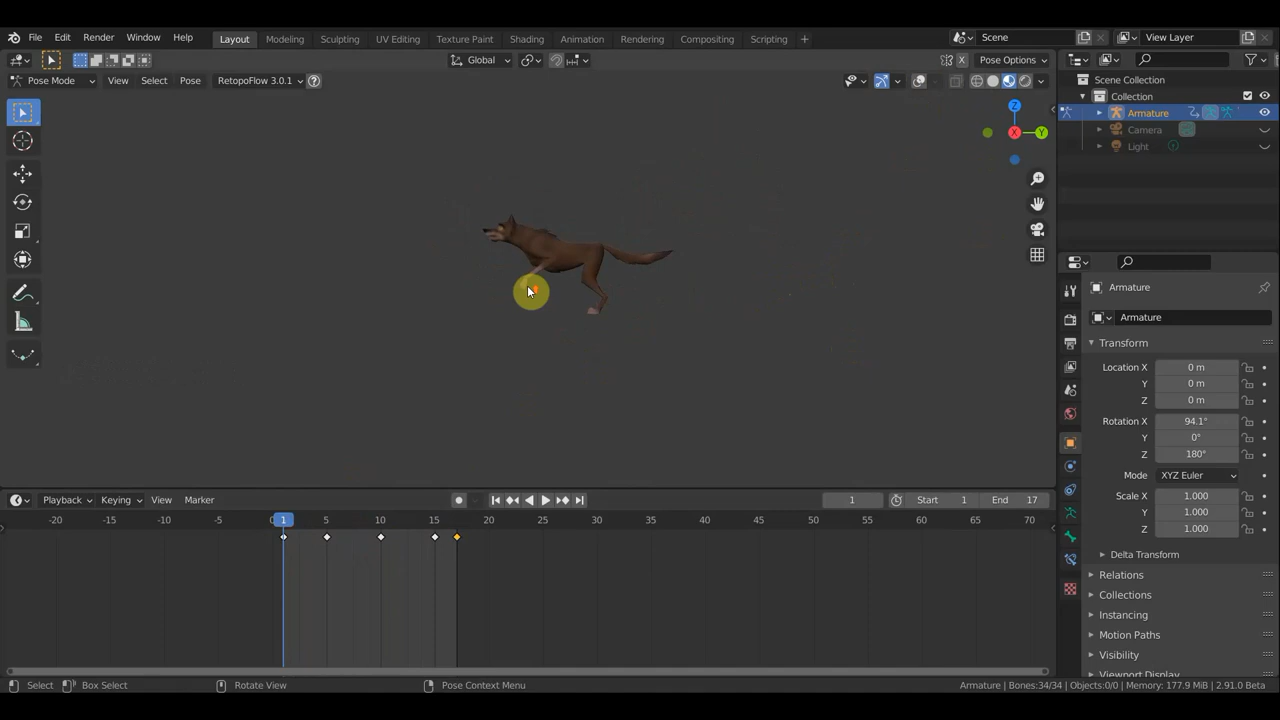 File Edit Render Window Help Layout Modeling Sculpting UV Editing Texture Paint Shading Animation Rendering Compositing Scripting + Scene View Layer
Global Pose Options
Pose Mode View Select Pose RetopoFlow 3.0.1 ?
Scene Collection
Collection
Armature
Camera
Light
Z
X
Y
Armature
Armature
Transform
Location X 0 m
Y 0 m
Z 0 m
Rotation X 94.1°
Y 0°
Z 180°
Mode XYZ Euler
Scale X 1.000
Y 1.000
Z 1.000
Delta Transform
Relations
Collections
Instancing
Motion Paths
Visibility
Viewport Display
Playback Keying View Marker 1 Start 1 End 17
-20 -15 -10 -5 0 1 5 10 15 20 25 30 35 40 45 50 55 60 65 70
Select Box Select Rotate View Pose Context Menu Armature | Bones:34/34 | Objects:0/0 | Memory: 177.9 MiB | 2.91.0 Beta